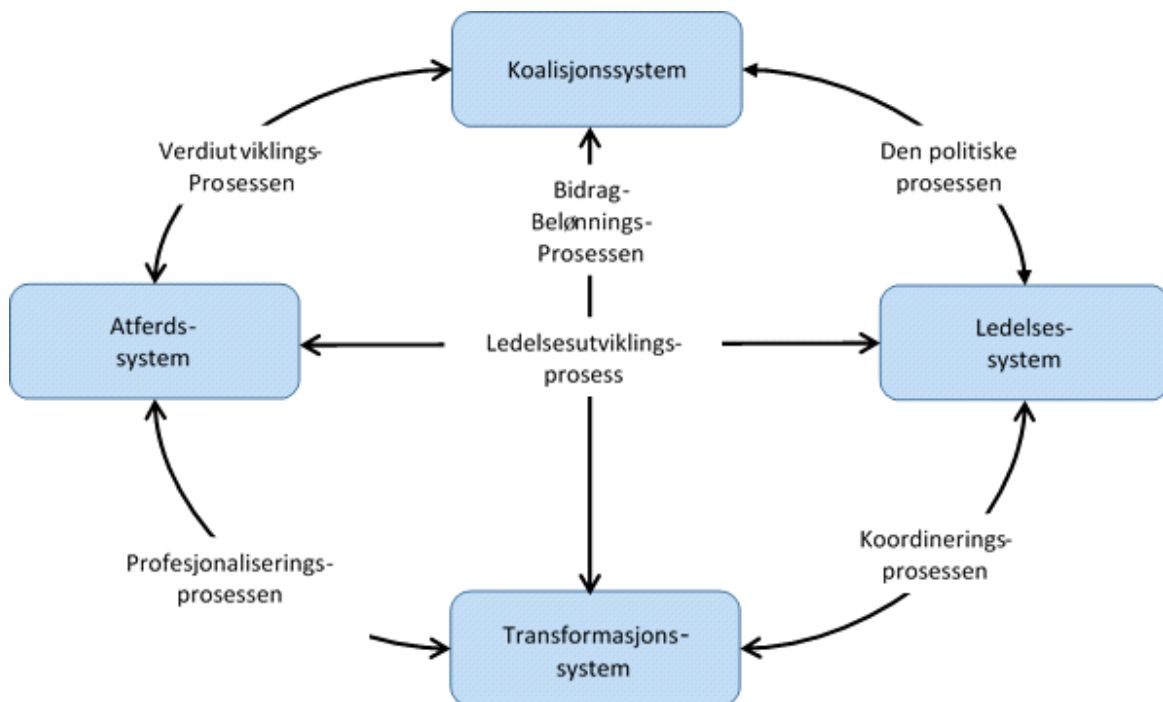 Koalisjonssystem
Verdiutviklings-
Prosessen
Den politiske
prosessen
Bidrag-
Belønnings-
Prosessen
Atferds-
system
Ledelsesutviklings-
prosess
Ledelses-
system
Profesjonaliserings-
prosessen
Koordinerings-
prosessen
Transformasjons-
system